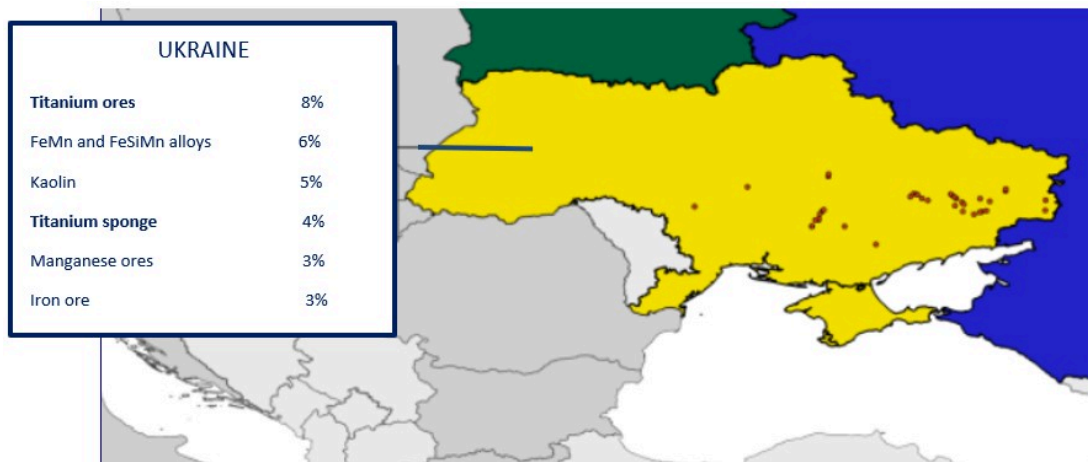 UKRAINE
Titanium ores 8%
FeMn and FeSiMn alloys 6%
Kaolin 5%
Titanium sponge 4%
Manganese ores 3%
Iron ore 3%